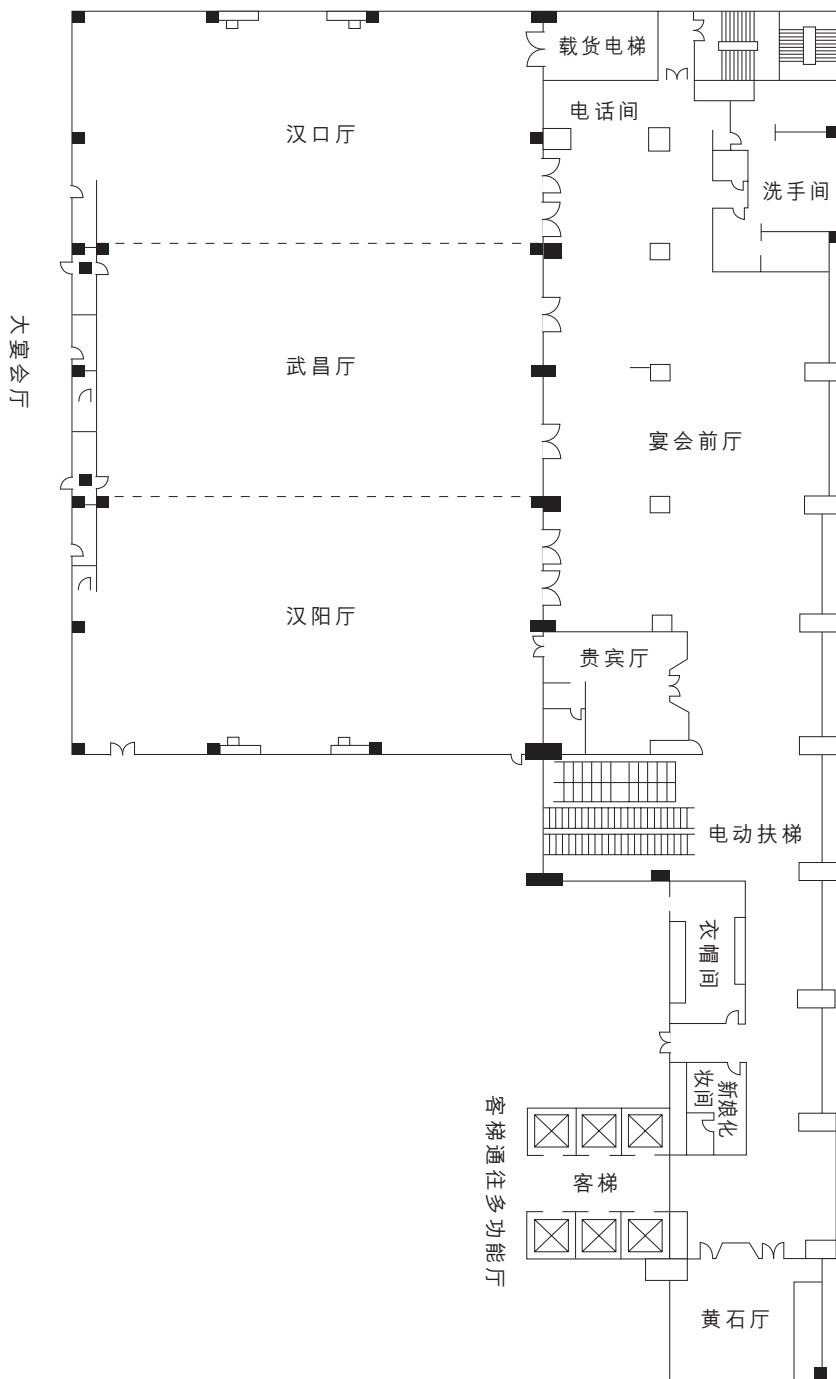 载货电梯
电话间
汉口厅
洗手间
大宴会厅
武昌厅
宴会前厅
汉阳厅
贵宾厅
电动扶梯
衣帽间
新娘化
妆间
客梯通往多功能厅
客梯
黄石厅